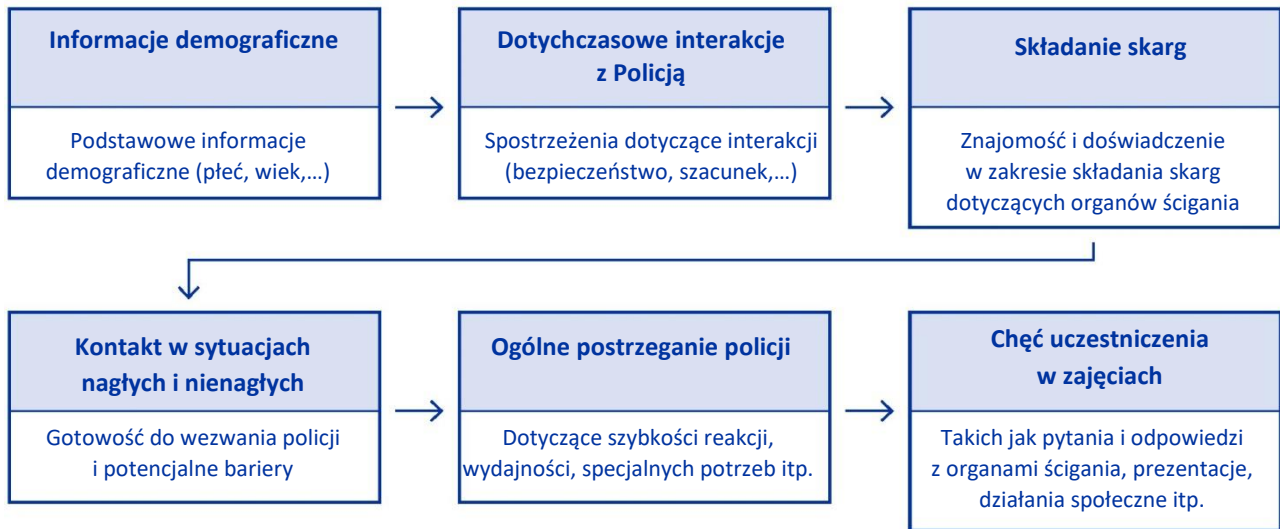 Informacje demograficzne
Podstawowe informacje
demograficzne (płeć, wiek,...)
Dotychczasowe interakcje
z Policją
Spostrzeżenia dotyczące interakcji
(bezpieczeństwo, szacunek,...)
Składanie skarg
Znajomość i doświadczenie
w zakresie składania skarg
dotyczących organów ścigania
Kontakt w sytuacjach
nagłych i nienagłych
Gotowość do wezwania policji
i potencjalne bariery
Ogólne postrzeganie policji
Dotyczące szybkości reakcji,
wydajności, specjalnych potrzeb itp.
Chęć uczestniczenia
w zajęciach
Takich jak pytania i odpowiedzi
z organami ścigania, prezentacje,
działania społeczne itp.